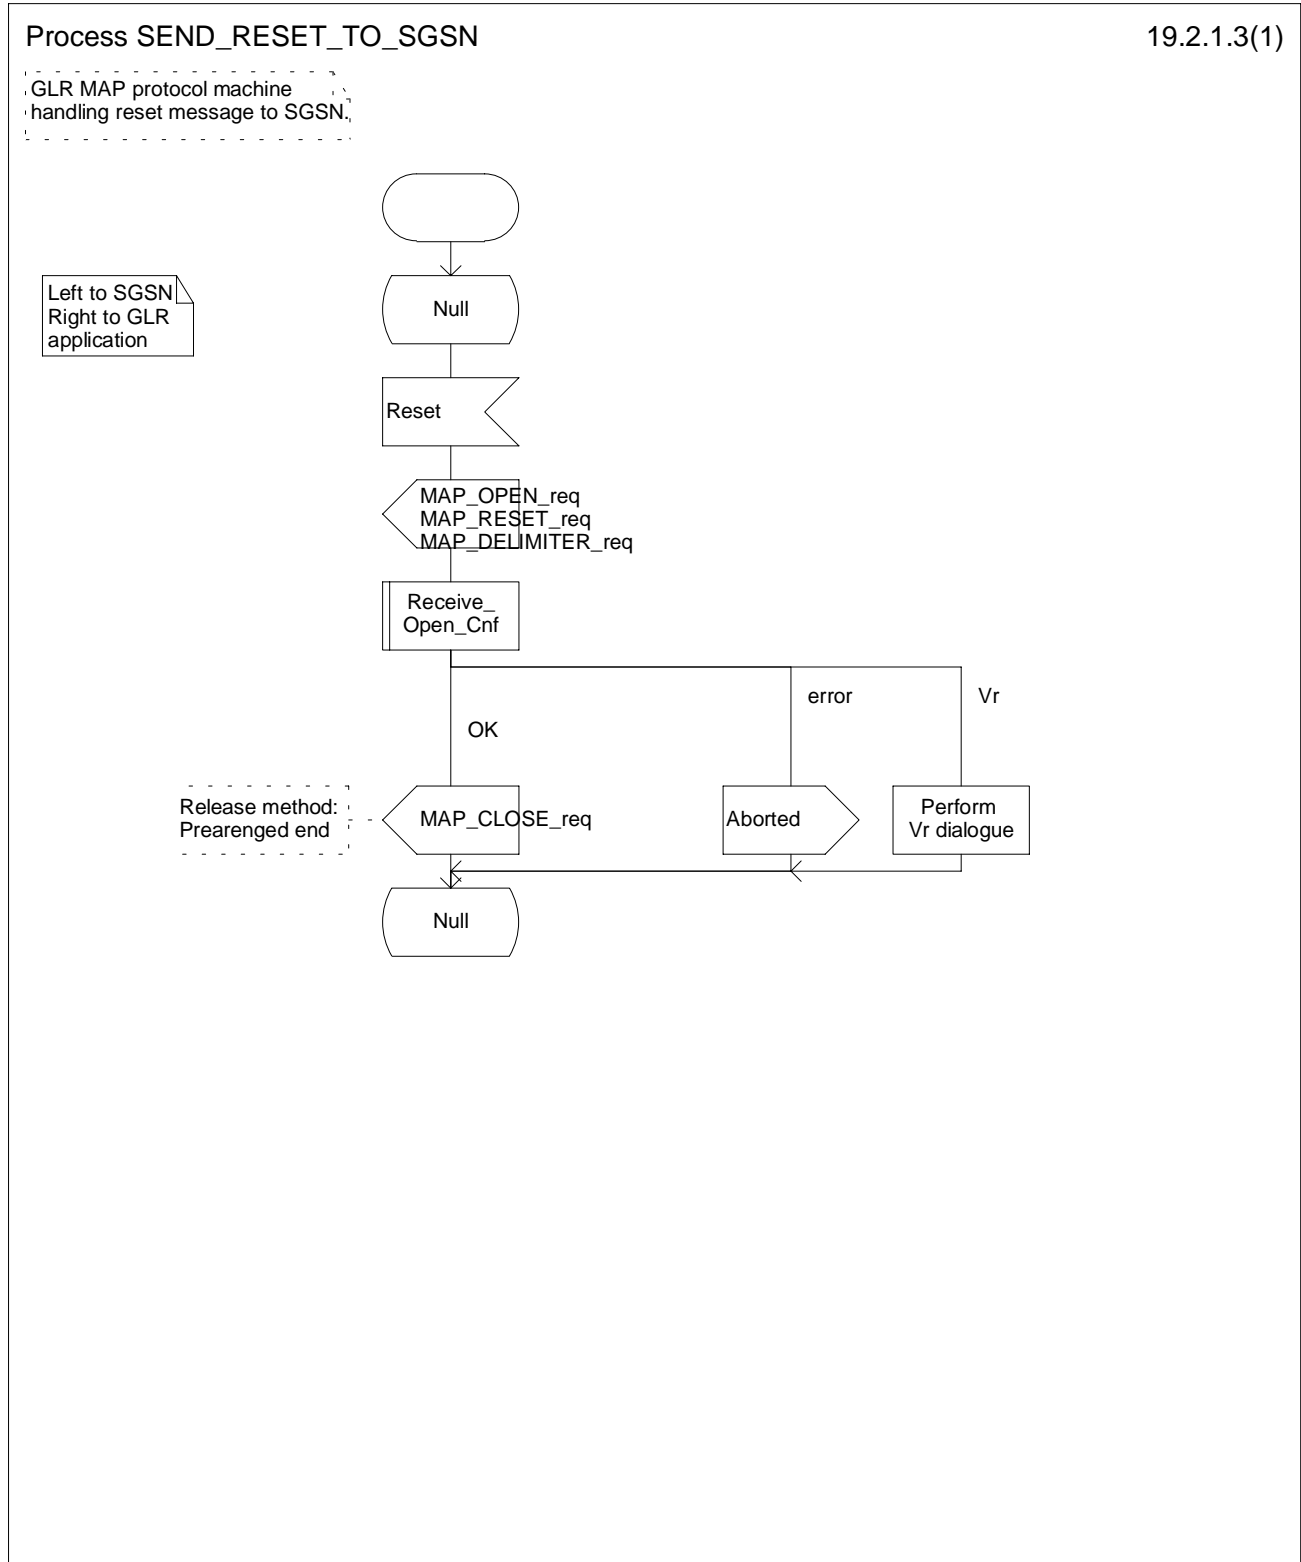 Process SEND_RESET_TO_SGSN
19.2.1.3(1)
GLR MAP protocol machine
handling reset message to SGSN.
Left to SGSN
Right to GLR
application
Null
Reset
MAP_OPEN_req
MAP_RESET_req
MAP_DELIMITER_req
Receive_
Open_Cnf
error
Vr
OK
Release method:
Prearenged end
MAP_CLOSE_req
Aborted
Perform
Vr dialogue
Null